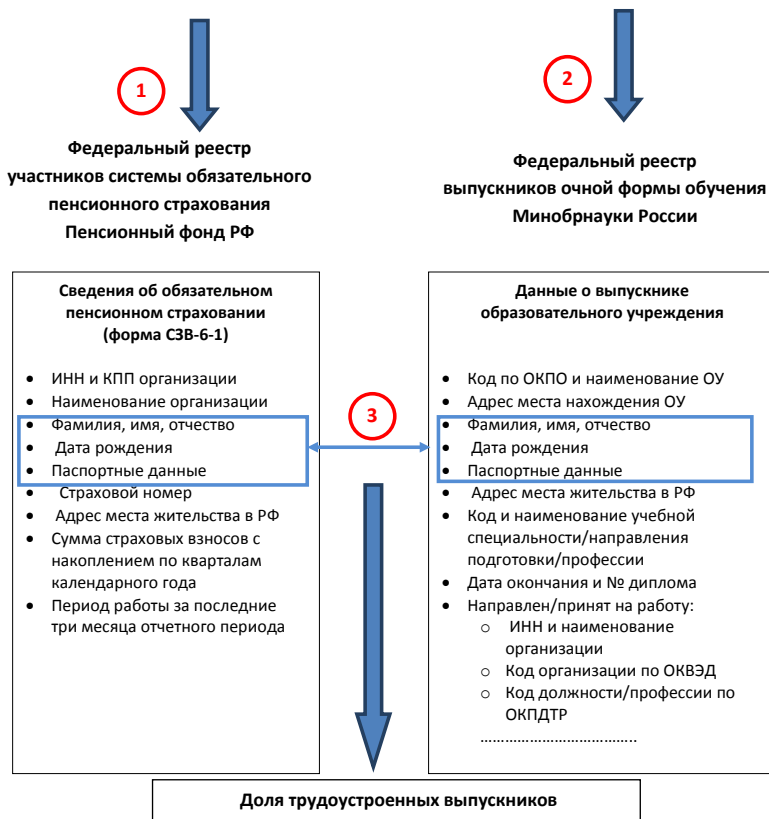 1
2
Федеральный реестр
участников системы обязательного
пенсионного страхования
Пенсионный фонд РФ
Федеральный реестр
выпускников очной формы обучения
Минобрнауки России
Сведения об обязательном
пенсионном страховании
(форма СЗВ-6-1)
• ИНН и КПП организации
• Наименование организации
• Фамилия, имя, отчество
• Дата рождения
• Паспортные данные
• Страховой номер
• Адрес места жительства в РФ
• Сумма страховых взносов с
накоплением по кварталам
календарного года
• Период работы за последние
три месяца отчетного периода
3
Данные о выпускнике
образовательного учреждения
• Код по ОКПО и наименование ОУ
• Адрес места нахождения ОУ
• Фамилия, имя, отчество
• Дата рождения
• Паспортные данные
• Адрес места жительства в РФ
• Код и наименование учебной
специальности/направления
подготовки/профессии
• Дата окончания и № диплома
• Направлен/принят на работу:
o ИНН и наименование
организации
o Код организации по ОКВЭД
o Код должности/профессии по
ОКПДТР
………………………………..
Доля трудоустроенных выпускников